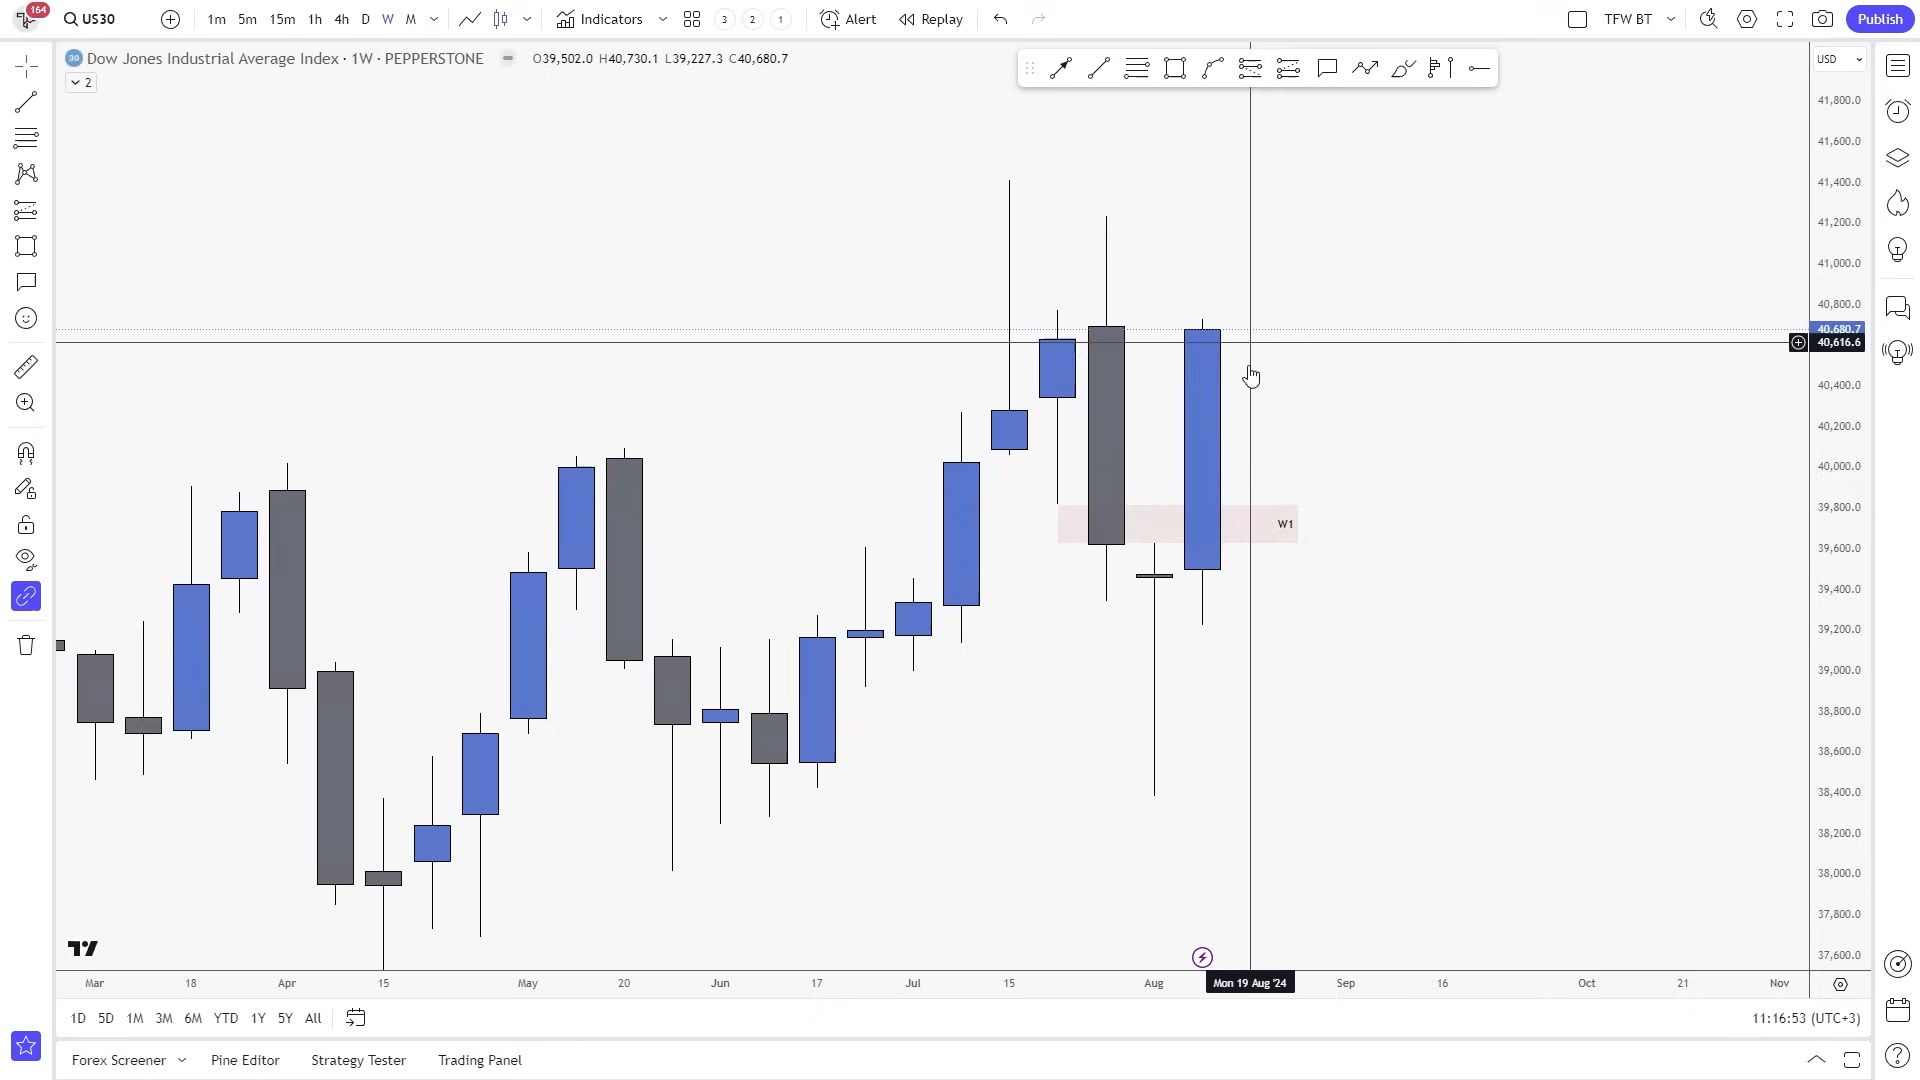 164
US30
1m 5m 15m 1h 4h D W M
Indicators
3 2 1
Alert
Replay
TFW BT
Publish
30 Dow Jones Industrial Average Index · 1W · PEPPERSTONE O39,502.0 H40,730.1 L39,227.3 C40,680.7
USD
2
41,800.0
41,600.0
41,400.0
41,200.0
41,000.0
40,800.0
40,680.7
40,616.6
40,400.0
40,200.0
40,000.0
39,800.0
W1
39,600.0
39,400.0
39,200.0
39,000.0
38,800.0
38,600.0
38,400.0
38,200.0
38,000.0
37,800.0
37,600.0
Mar 18 Apr 15 May 20 Jun 17 Jul 15 Aug Mon 19 Aug '24 Sep 16 Oct 21 Nov
1D 5D 1M 3M 6M YTD 1Y 5Y All
11:16:53 (UTC+3)
Forex Screener Pine Editor Strategy Tester Trading Panel